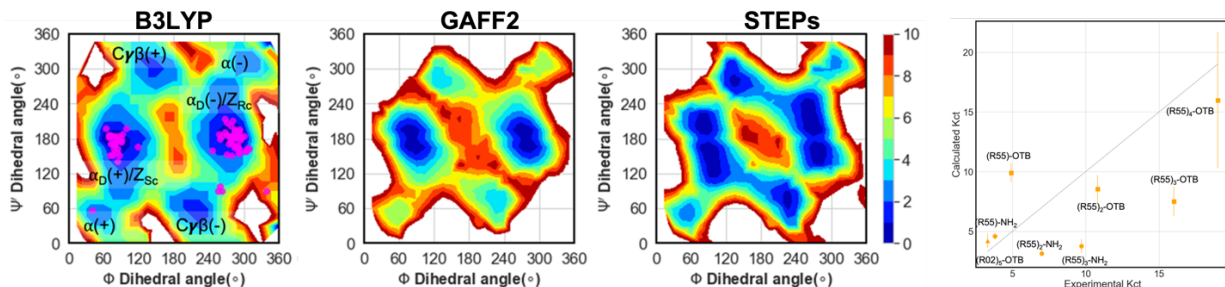 B3LYP
360
300
240
180
120
60
0
Ψ' Dihedral angle(°)
0 60 120 180 240 300 360
Φ Dihedral angle(°)
Cγβ(+)
α(-)
α_D(-)/Z_Rc
α_D(+)/Z_Sc
α(+)
Cγβ(-)
GAFF2
360
300
240
180
120
60
0
Ψ' Dihedral angle(°)
0 60 120 180 240 300 360
Φ Dihedral angle(°)
STEPs
360
300
240
180
120
60
0
Ψ' Dihedral angle(°)
0 60 120 180 240 300 360
Φ Dihedral angle(°)
10
8
6
4
2
0
20
15
10
5
Calculated Kct
(R55)₄-OTB
(R55)-OTB
(R55)₃-OTB
(R55)₂-OTB
(R55)-NH₂
(R55)₂-NH₂
(R02)₅-OTB
(R55)₃-NH₂
5 10 15
Experimental Kct